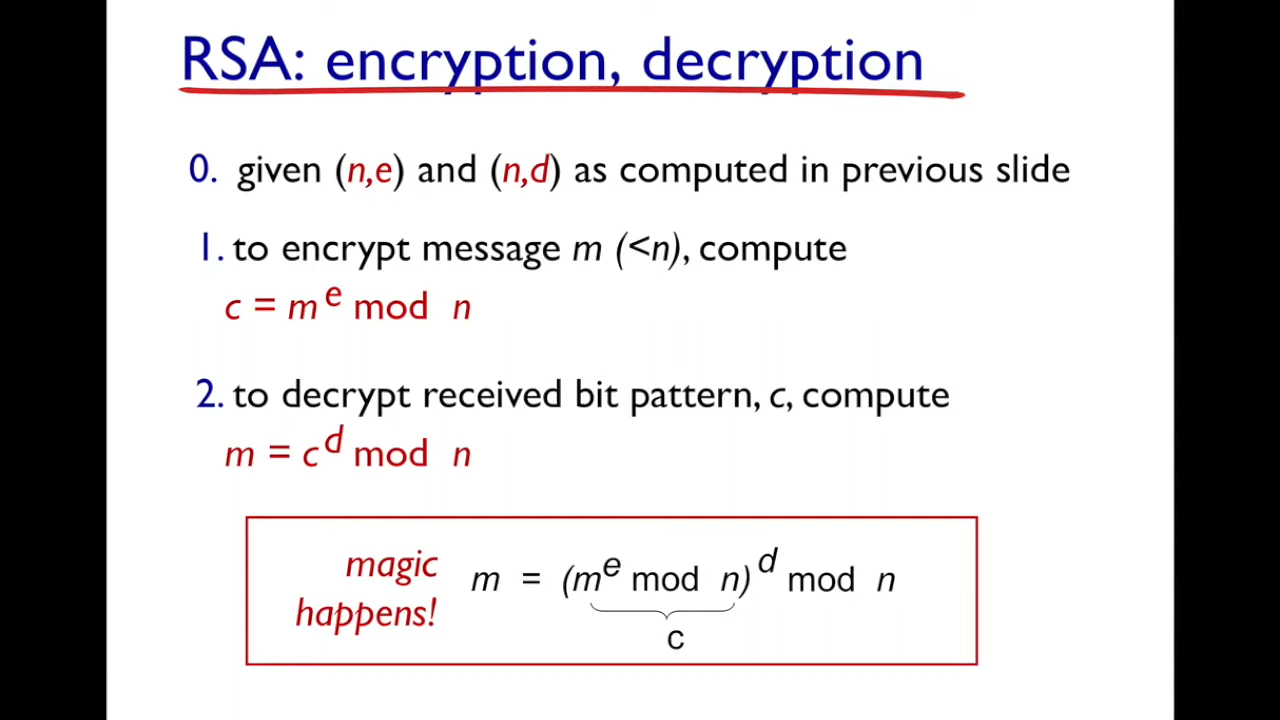 RSA: encryption, decryption
0. given (n,e) and (n,d) as computed in previous slide
1. to encrypt message m (<n), compute
c = m^e mod n
2. to decrypt received bit pattern, c, compute
m = c^d mod n
magic happens!
m = (m^e mod n)^d mod n
c